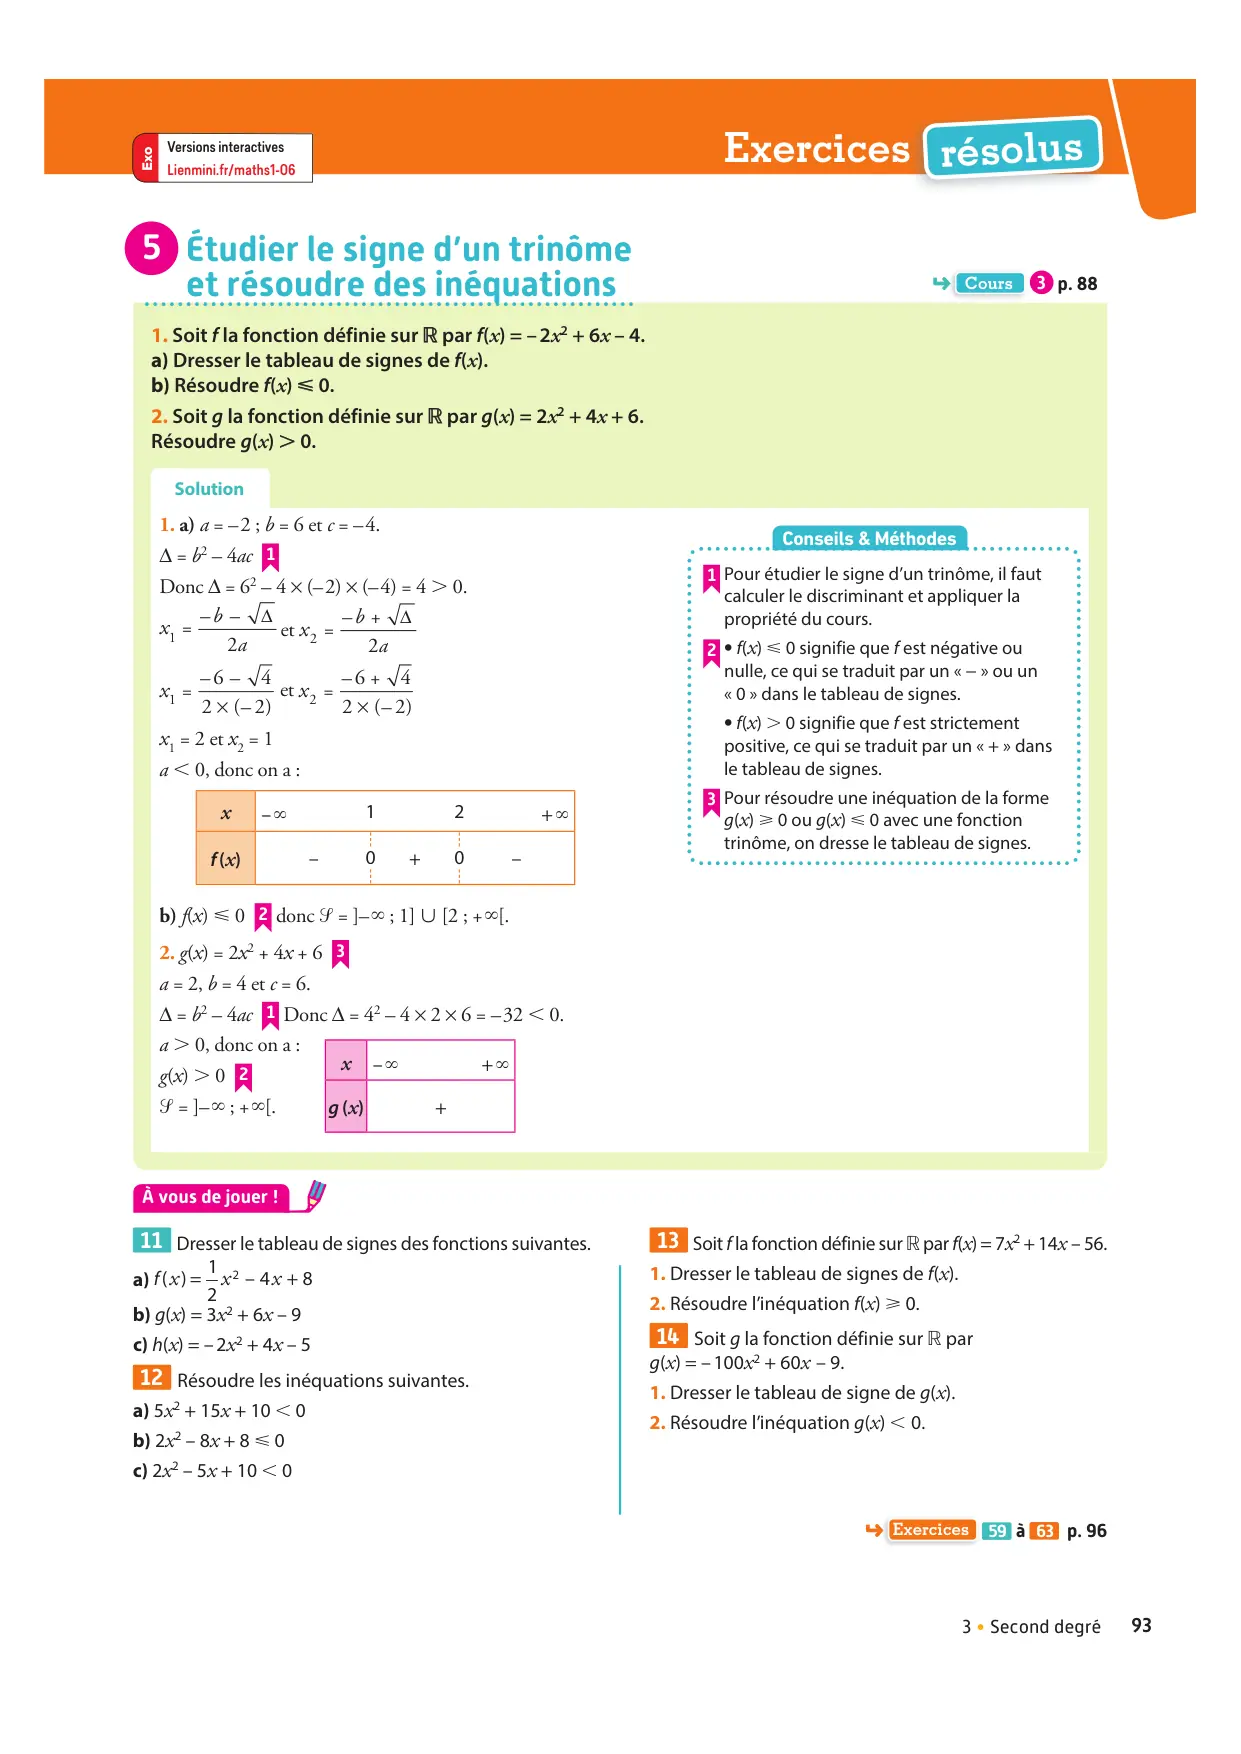 Exo
Versions interactives
Lienmini.fr/maths1-06
Exercices résolus
5 Étudier le signe d’un trinôme
et résoudre des inéquations
Cours 3 p. 88
1. Soit f la fonction définie sur ℝ par f(x) = – 2x² + 6x – 4.
a) Dresser le tableau de signes de f(x).
b) Résoudre f(x) ⩽ 0.
2. Soit g la fonction définie sur ℝ par g(x) = 2x² + 4x + 6.
Résoudre g(x) > 0.
Solution
1. a) a = –2 ; b = 6 et c = –4.
Δ = b² – 4ac 1
Donc Δ = 6² – 4 × (–2) × (–4) = 4 > 0.
x₁ = (–b – √Δ)/(2a) et x₂ = (–b + √Δ)/(2a)
x₁ = (–6 – √4)/(2 × (–2)) et x₂ = (–6 + √4)/(2 × (–2))
x₁ = 2 et x₂ = 1
a < 0, donc on a :
x –∞ 1 2 +∞
f(x) – 0 + 0 –
b) f(x) ⩽ 0 2 donc 𝒮 = ]–∞ ; 1] ∪ [2 ; +∞[.
2. g(x) = 2x² + 4x + 6 3
a = 2, b = 4 et c = 6.
Δ = b² – 4ac 1 Donc Δ = 4² – 4 × 2 × 6 = –32 < 0.
a > 0, donc on a :
g(x) > 0 2
𝒮 = ]–∞ ; +∞[.
x –∞ +∞
g (x) +
Conseils & Méthodes
1 Pour étudier le signe d’un trinôme, il faut
calculer le discriminant et appliquer la
propriété du cours.
2 • f(x) ⩽ 0 signifie que f est négative ou
nulle, ce qui se traduit par un « – » ou un
« 0 » dans le tableau de signes.
• f(x) > 0 signifie que f est strictement
positive, ce qui se traduit par un « + » dans
le tableau de signes.
3 Pour résoudre une inéquation de la forme
g(x) ⩾ 0 ou g(x) ⩽ 0 avec une fonction
trinôme, on dresse le tableau de signes.
À vous de jouer !
11 Dresser le tableau de signes des fonctions suivantes.
a) f(x) = 1/2 x² – 4x + 8
b) g(x) = 3x² + 6x – 9
c) h(x) = – 2x² + 4x – 5
12 Résoudre les inéquations suivantes.
a) 5x² + 15x + 10 < 0
b) 2x² – 8x + 8 ⩽ 0
c) 2x² – 5x + 10 < 0
13 Soit f la fonction définie sur ℝ par f(x) = 7x² + 14x – 56.
1. Dresser le tableau de signes de f(x).
2. Résoudre l’inéquation f(x) ⩾ 0.
14 Soit g la fonction définie sur ℝ par
g(x) = – 100x² + 60x – 9.
1. Dresser le tableau de signe de g(x).
2. Résoudre l’inéquation g(x) < 0.
Exercices 59 à 63 p. 96
3 • Second degré 93